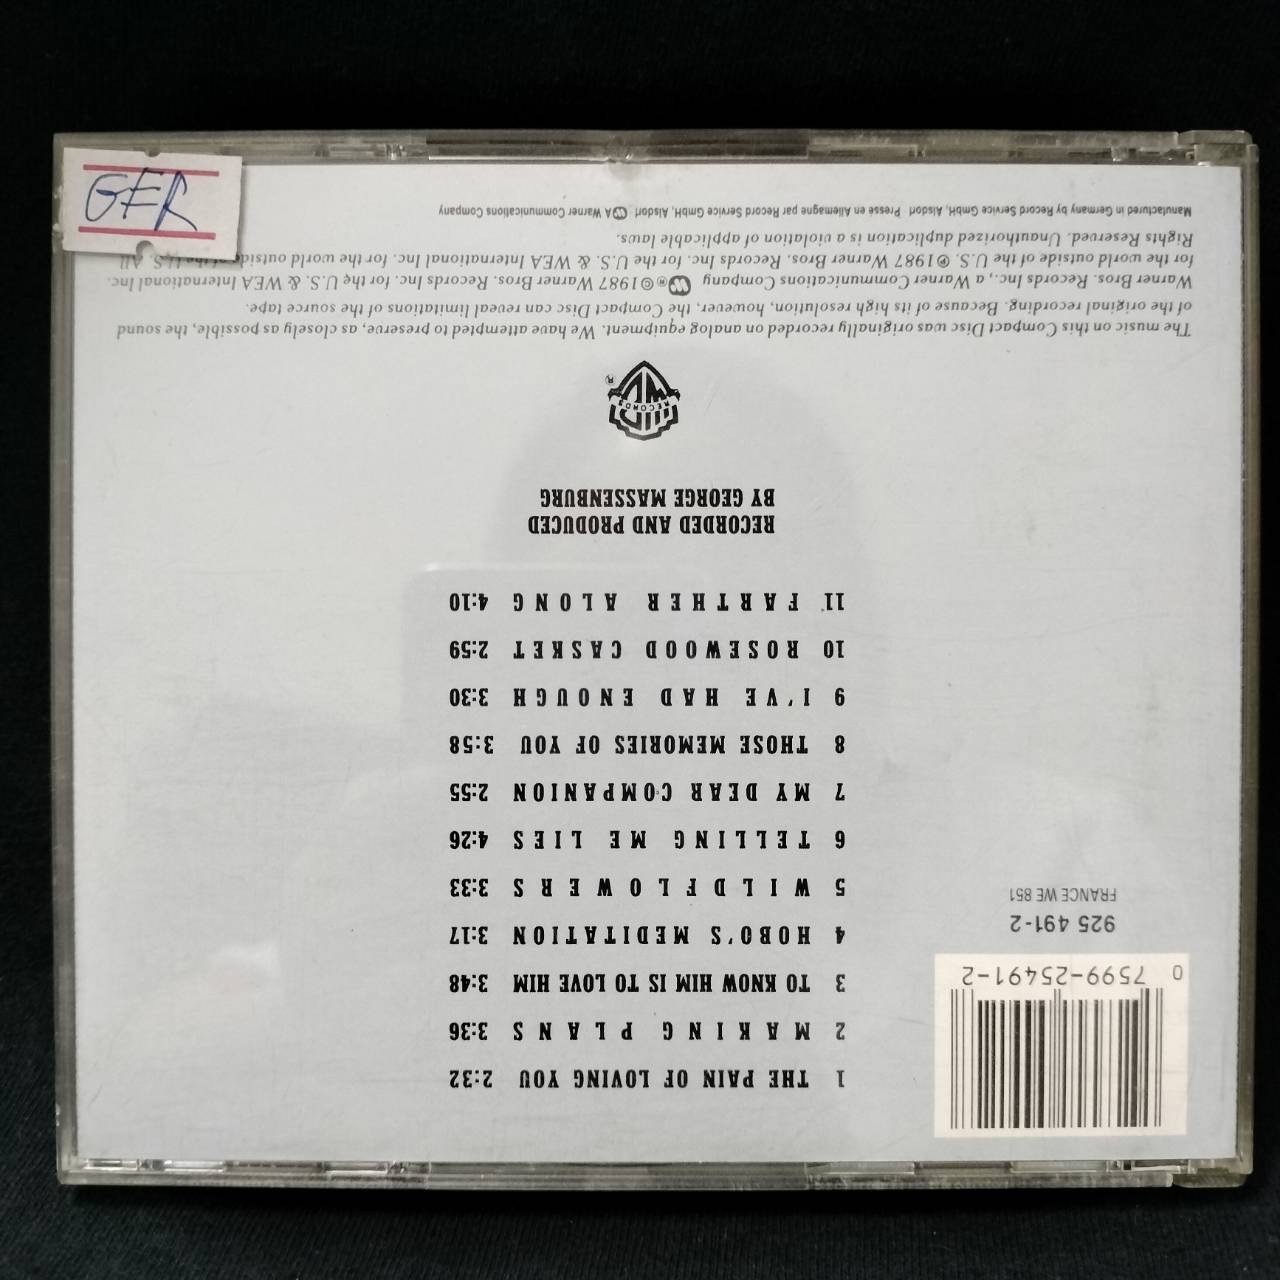 GER
1 THE PAIN OF LOVING YOU 2:32
2 MAKING PLANS 3:36
3 TO KNOW HIM IS TO LOVE HIM 3:48
4 HOBO'S MEDITATION 3:17
5 WILDFLOWERS 3:33
6 TELLING ME LIES 4:26
7 MY DEAR COMPANION 2:55
8 THOSE MEMORIES OF YOU 3:58
9 I'VE HAD ENOUGH 3:30
10 ROSEWOOD CASKET 2:59
11 FARTHER ALONG 4:10
RECORDED AND PRODUCED
BY GEORGE MASSENBURG
RECORDS
®
0 7599-25491-2
925 491-2
FRANCE WE 851
The music on this Compact Disc was originally recorded on analog equipment. We have attempted to preserve, as closely as possible, the sound
of the original recording. Because of its high resolution, however, the Compact Disc can reveal limitations of the source tape.
Warner Bros. Records Inc., a Warner Communications Company ®©1987 Warner Bros. Records Inc. for the U.S. & WEA International Inc.
for the world outside of the U.S. ℗1987 Warner Bros. Records Inc. for the U.S. & WEA International Inc. for the world outside of the U.S. All
Rights Reserved. Unauthorized duplication is a violation of applicable laws.
Manufactured in Germany by Record Service GmbH, Alsdorf · Presse en Allemagne par Record Service GmbH, Alsdorf · A Warner Communications Company